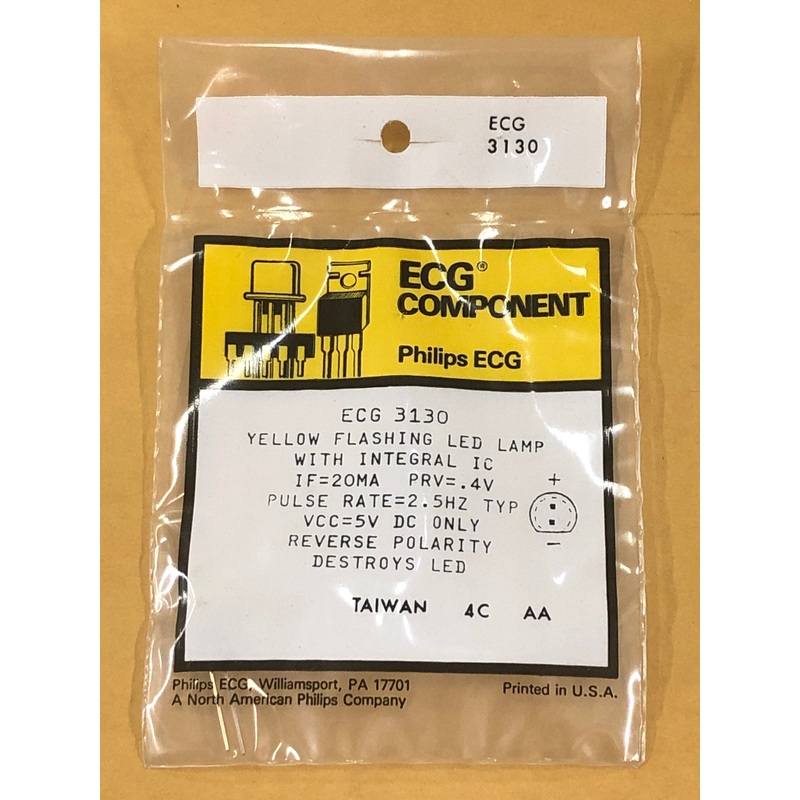 ECG
3130
ECG®
COMPONENT
Philips ECG
ECG 3130
YELLOW FLASHING LED LAMP
WITH INTEGRAL IC
IF=20MA PRV=.4V
PULSE RATE=2.5HZ TYP
VCC=5V DC ONLY
REVERSE POLARITY
DESTROYS LED
+
−
TAIWAN 4C AA
Philips ECG, Williamsport, PA 17701
A North American Philips Company
Printed in U.S.A.